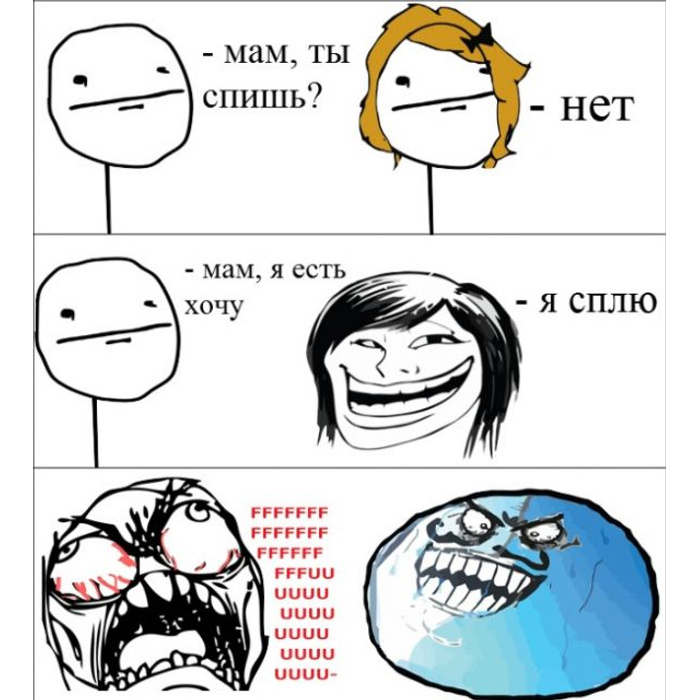 - мам, ты
спишь?
- нет
- мам, я есть
хочу
- я сплю
FFFFFFF
FFFFFFF
FFFFFF
FFFUU
UUUU
UUUU
UUUU
UUUU
UUUU-